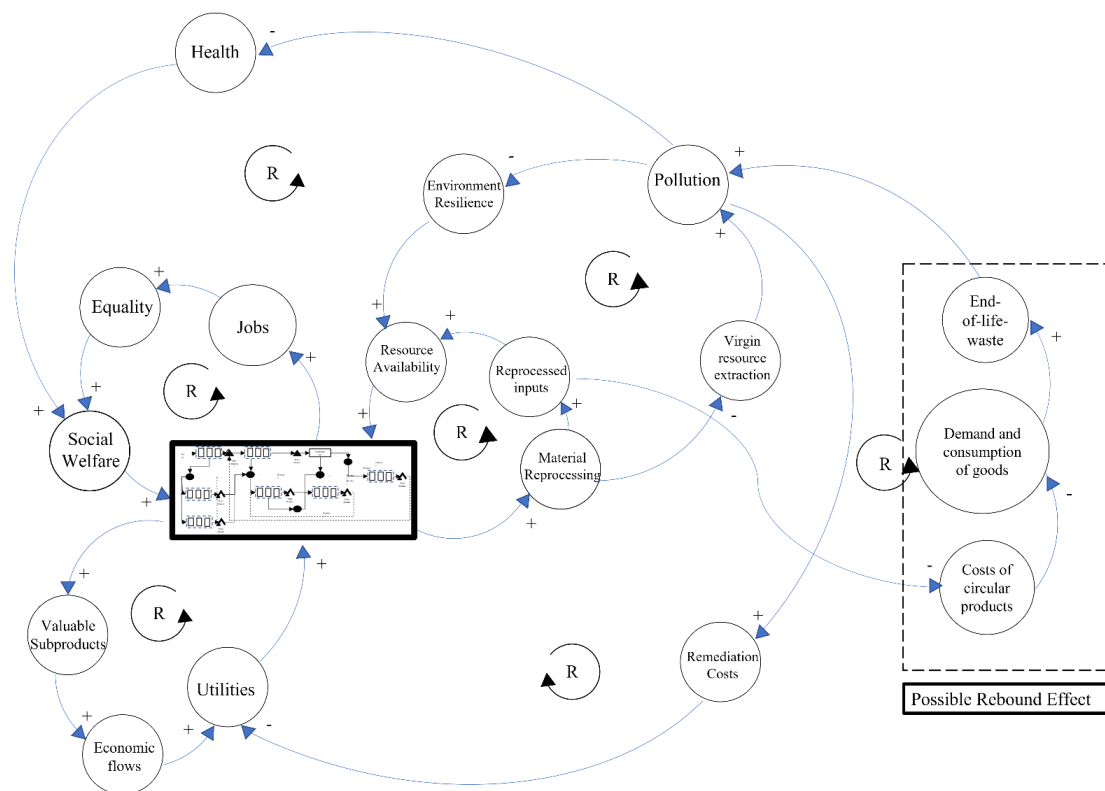 Health
-
+
-
+
Pollution
Environment
Resilience
R
+
R
End-
of-life-
waste
+
Equality
Jobs
+
+
Resource
Availability
Reprocessed
inputs
Virgin
resource
extraction
+
+
R
+
+
+
+
Social
Welfare
R
Material
Reprocessing
-
R
Demand and
consumption
of goods
-
+
+
-
Costs of
circular
products
+
+
Valuable
Subproducts
R
+
Remediation
Costs
R
Utilities
Possible Rebound Effect
+
+
-
Economic
flows